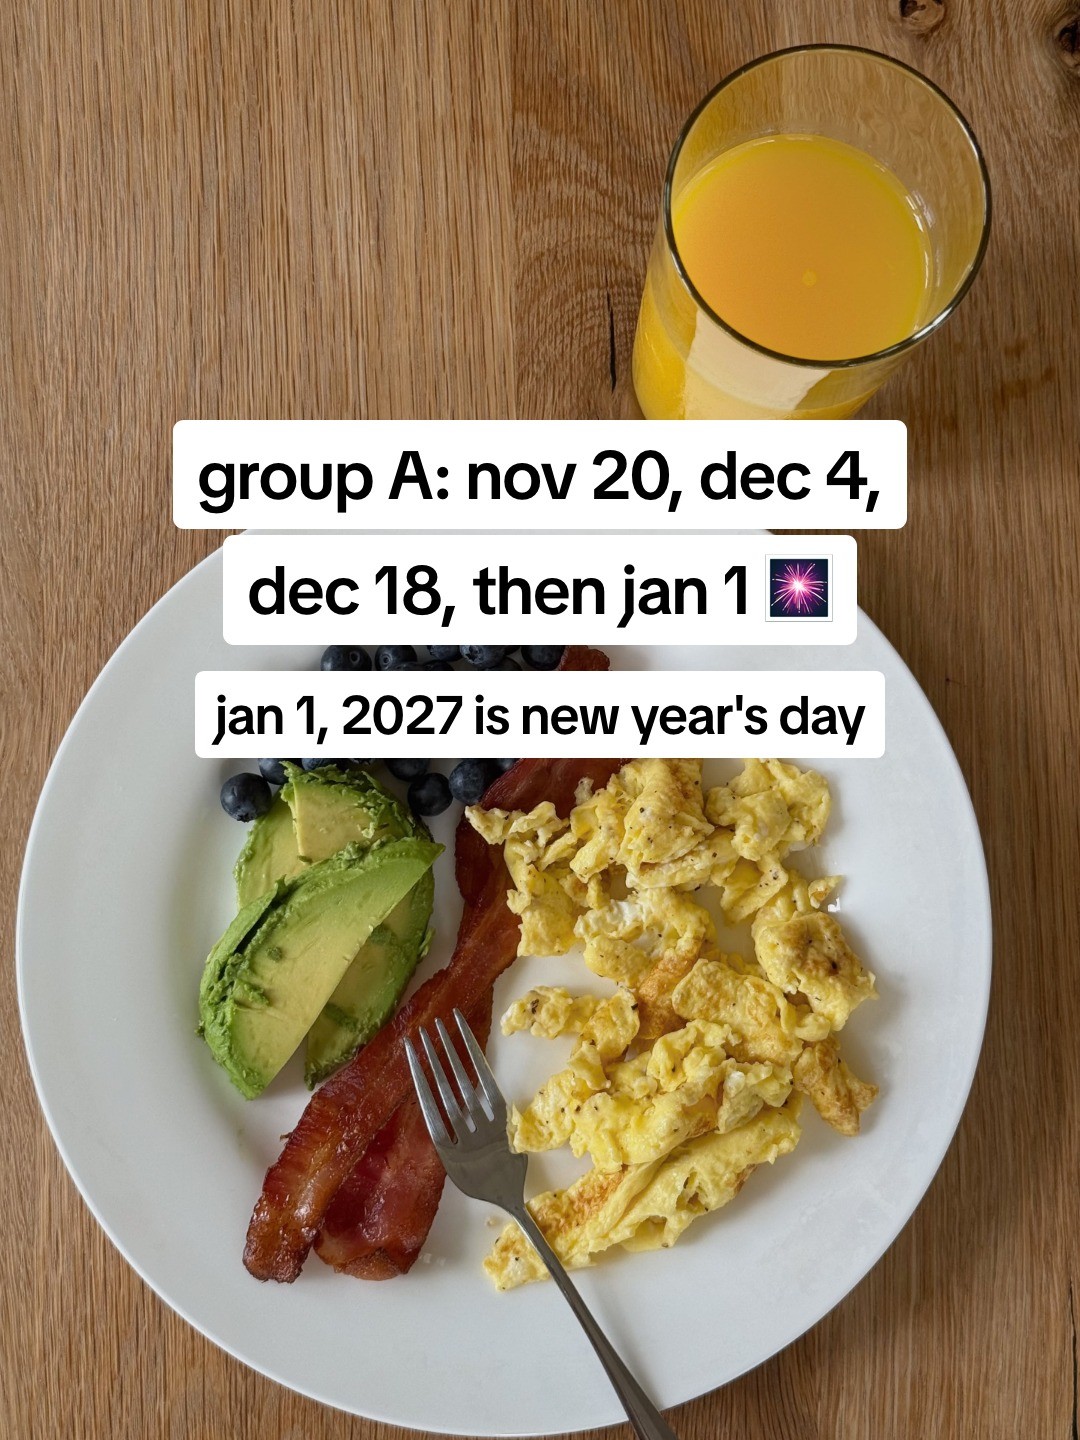 group A: nov 20, dec 4,
dec 18, then jan 1 🎆
jan 1, 2027 is new year's day